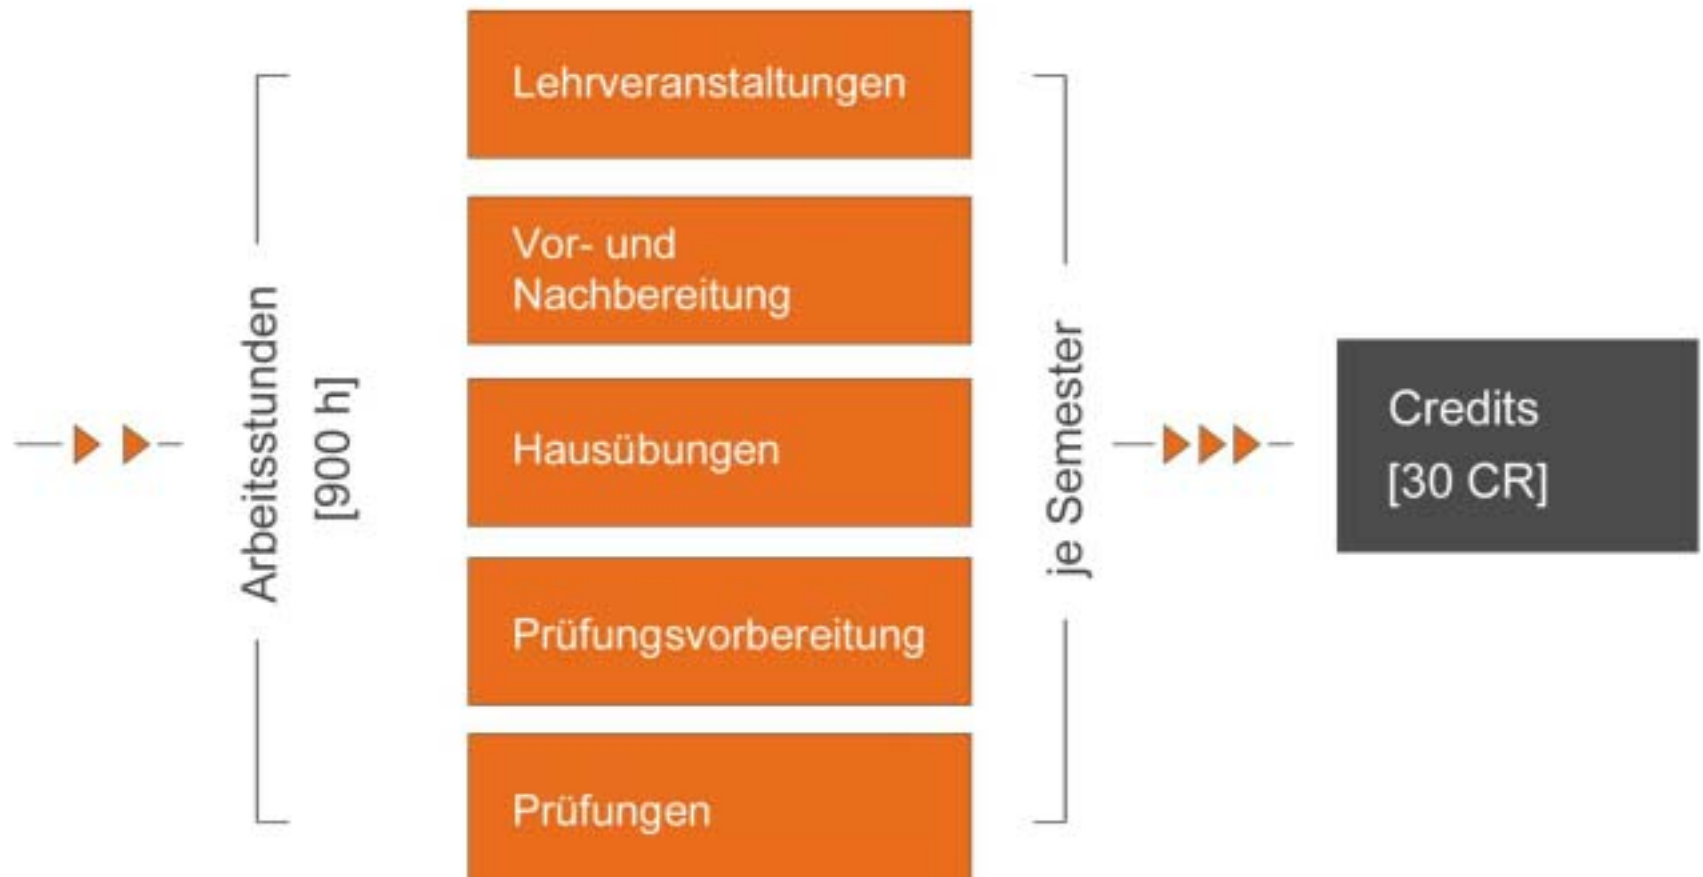 Arbeitsstunden
[900 h]
Lehrveranstaltungen
Vor- und
Nachbereitung
Hausübungen
Prüfungsvorbereitung
Prüfungen
je Semester
Credits
[30 CR]